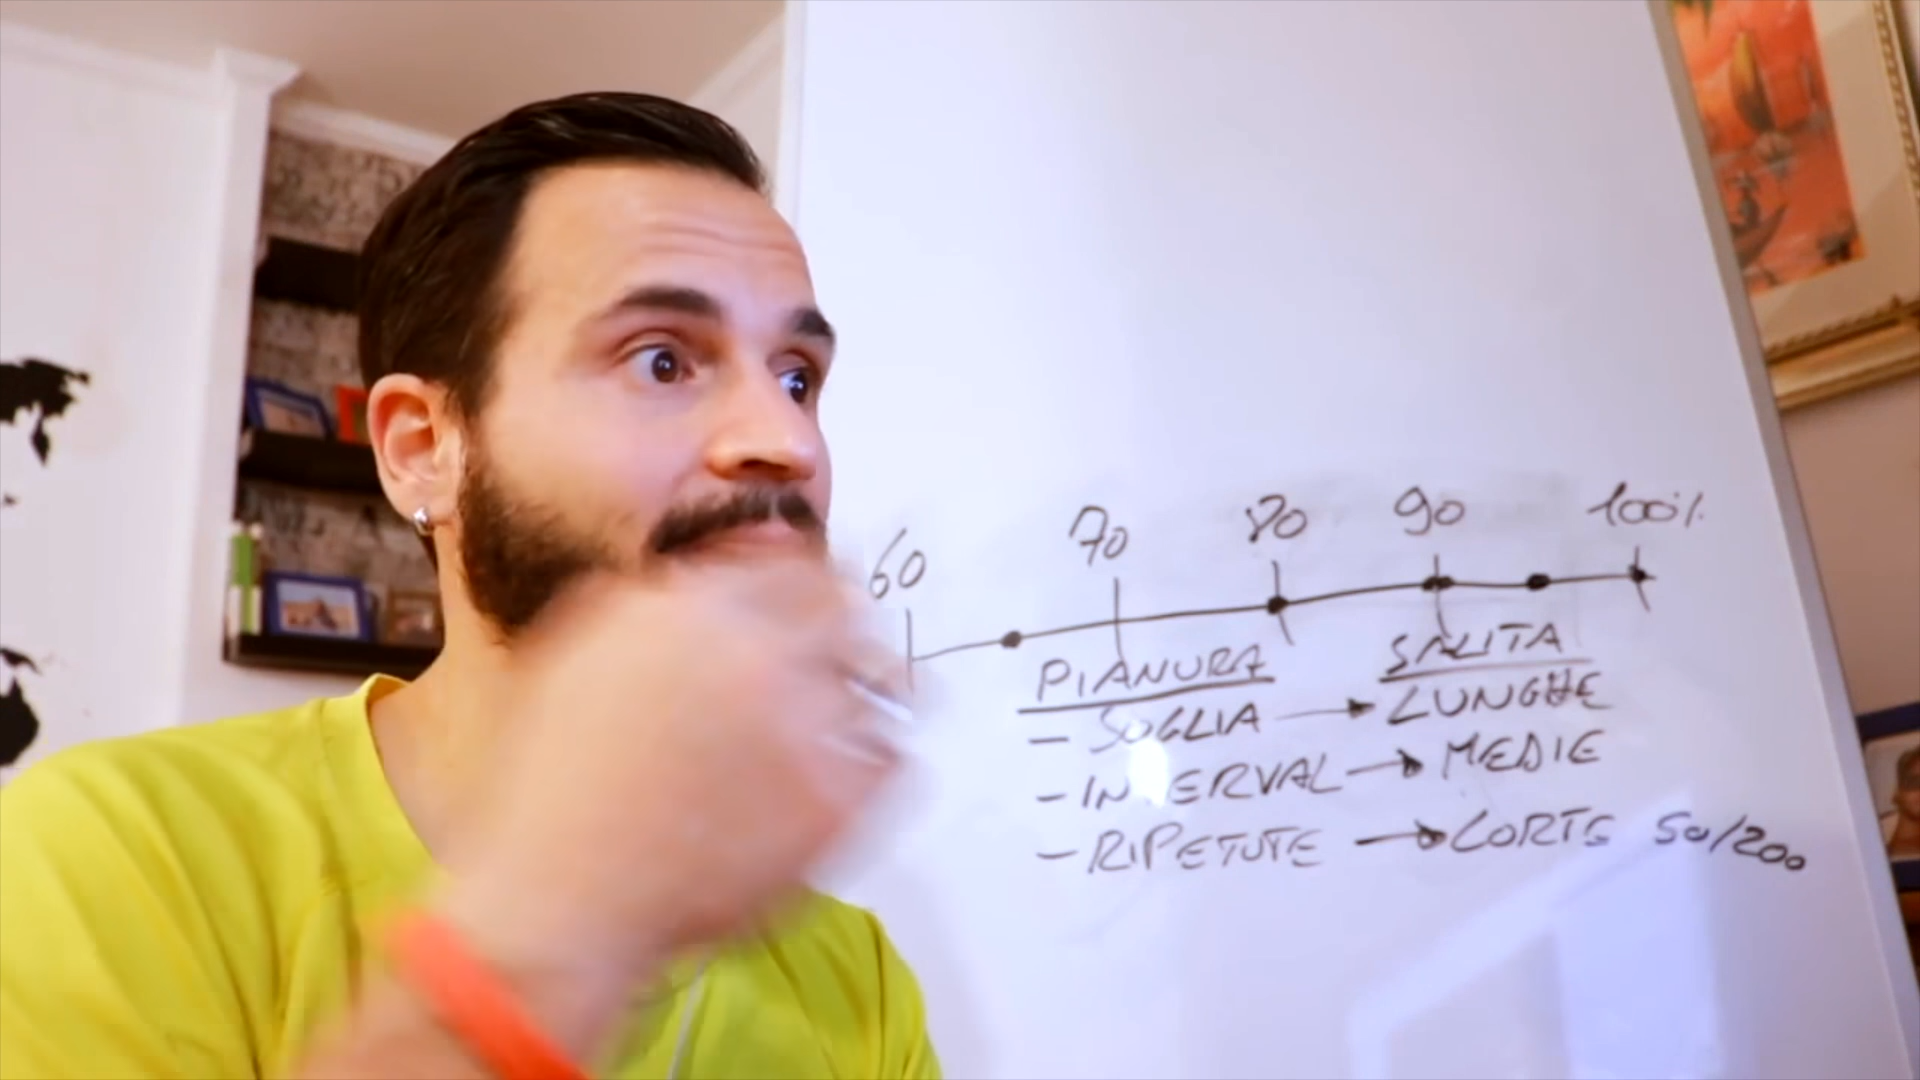 60 70 80 90 100%
PIANURA SALITA
- SOGLIA → LUNGHE
- INTERVAL → MEDIE
- RIPETUTE → CORTE 50/200